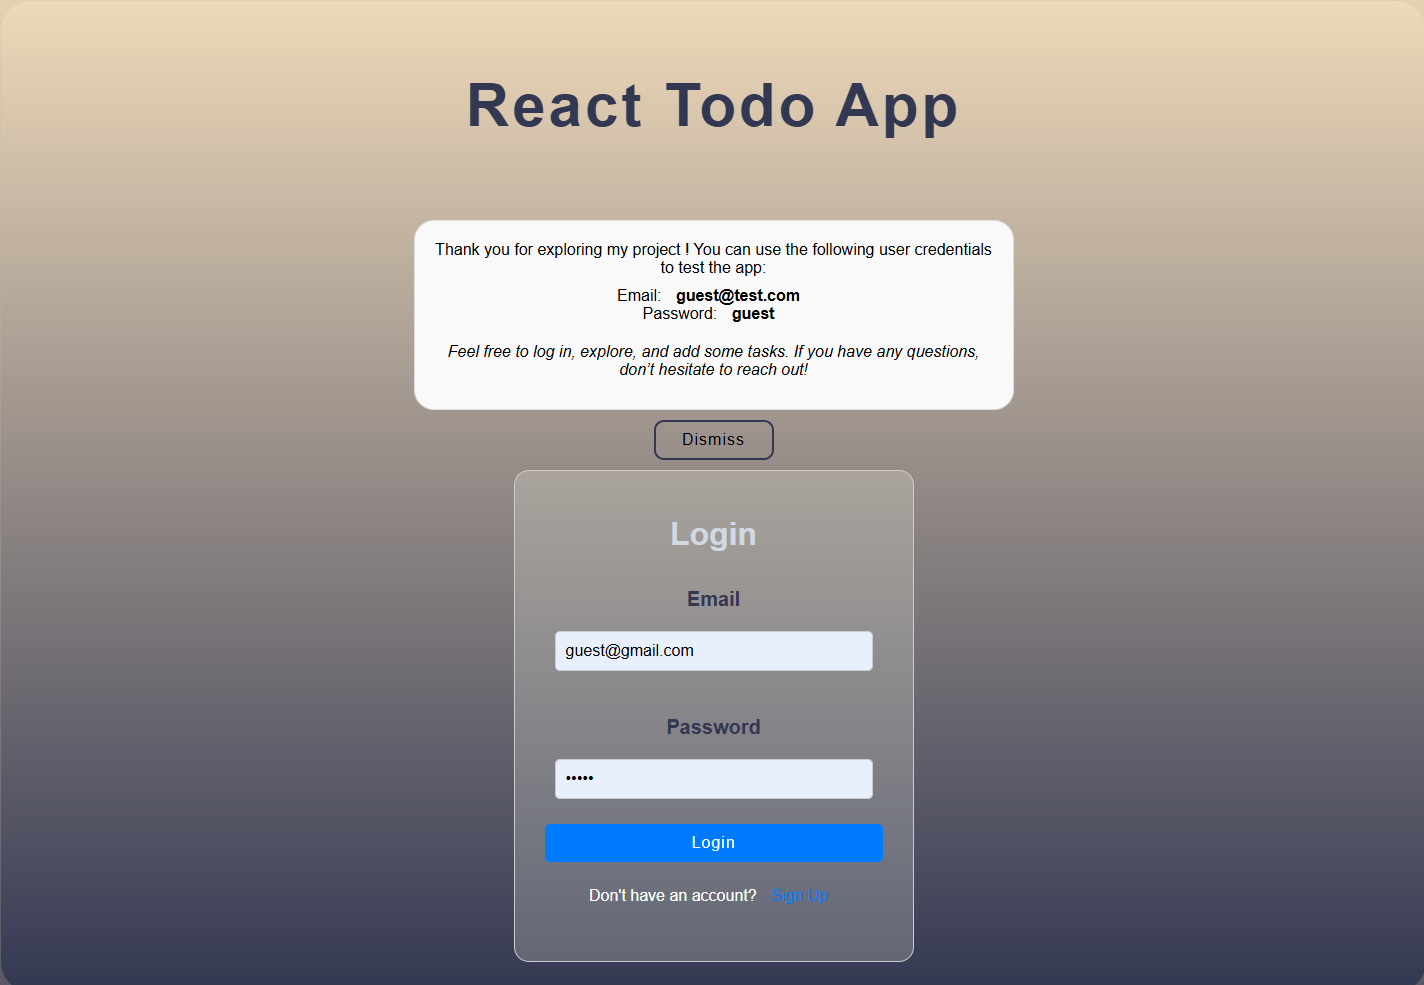 React Todo App
Thank you for exploring my project ! You can use the following user credentials
to test the app:
Email: guest@test.com
Password: guest
Feel free to log in, explore, and add some tasks. If you have any questions,
don’t hesitate to reach out!
Dismiss
Login
Email
guest@gmail.com
Password
•••••
Login
Don't have an account? Sign Up